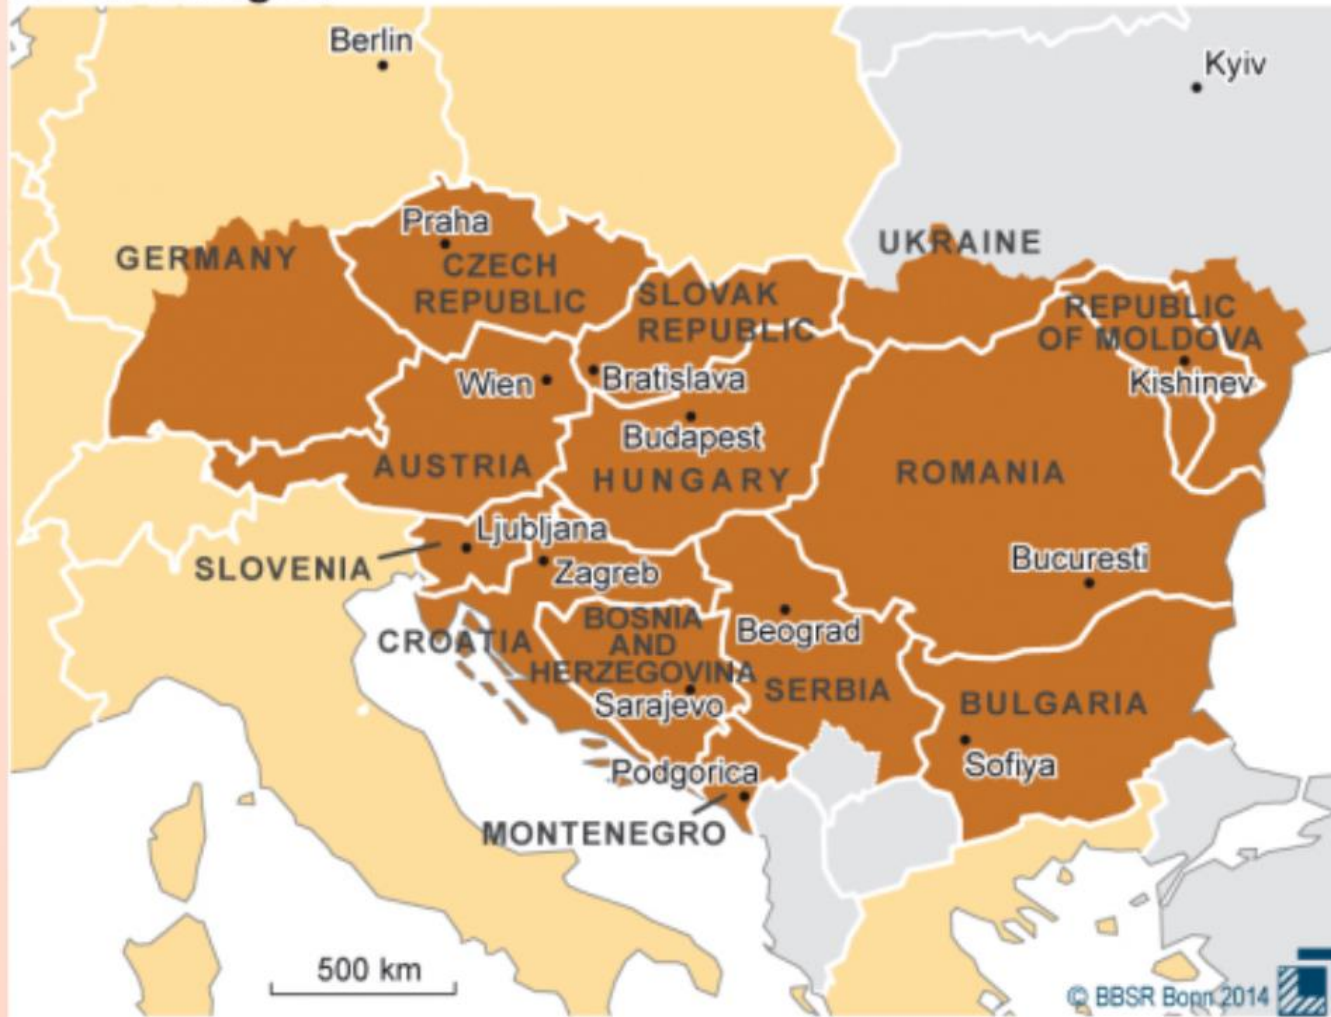 Berlin
Kyiv
Praha
UKRAINE
GERMANY
CZECH
REPUBLIC
SLOVAK
REPUBLIC
REPUBLIC
OF MOLDOVA
Wien
Bratislava
Kishinev
Budapest
AUSTRIA
HUNGARY
ROMANIA
Ljubljana
SLOVENIA
Zagreb
Bucuresti
CROATIA
BOSNIA
AND
HERZEGOVINA
Beograd
Sarajevo
SERBIA
BULGARIA
Sofiya
Podgorica
MONTENEGRO
500 km
© BBSR Bonn 2014